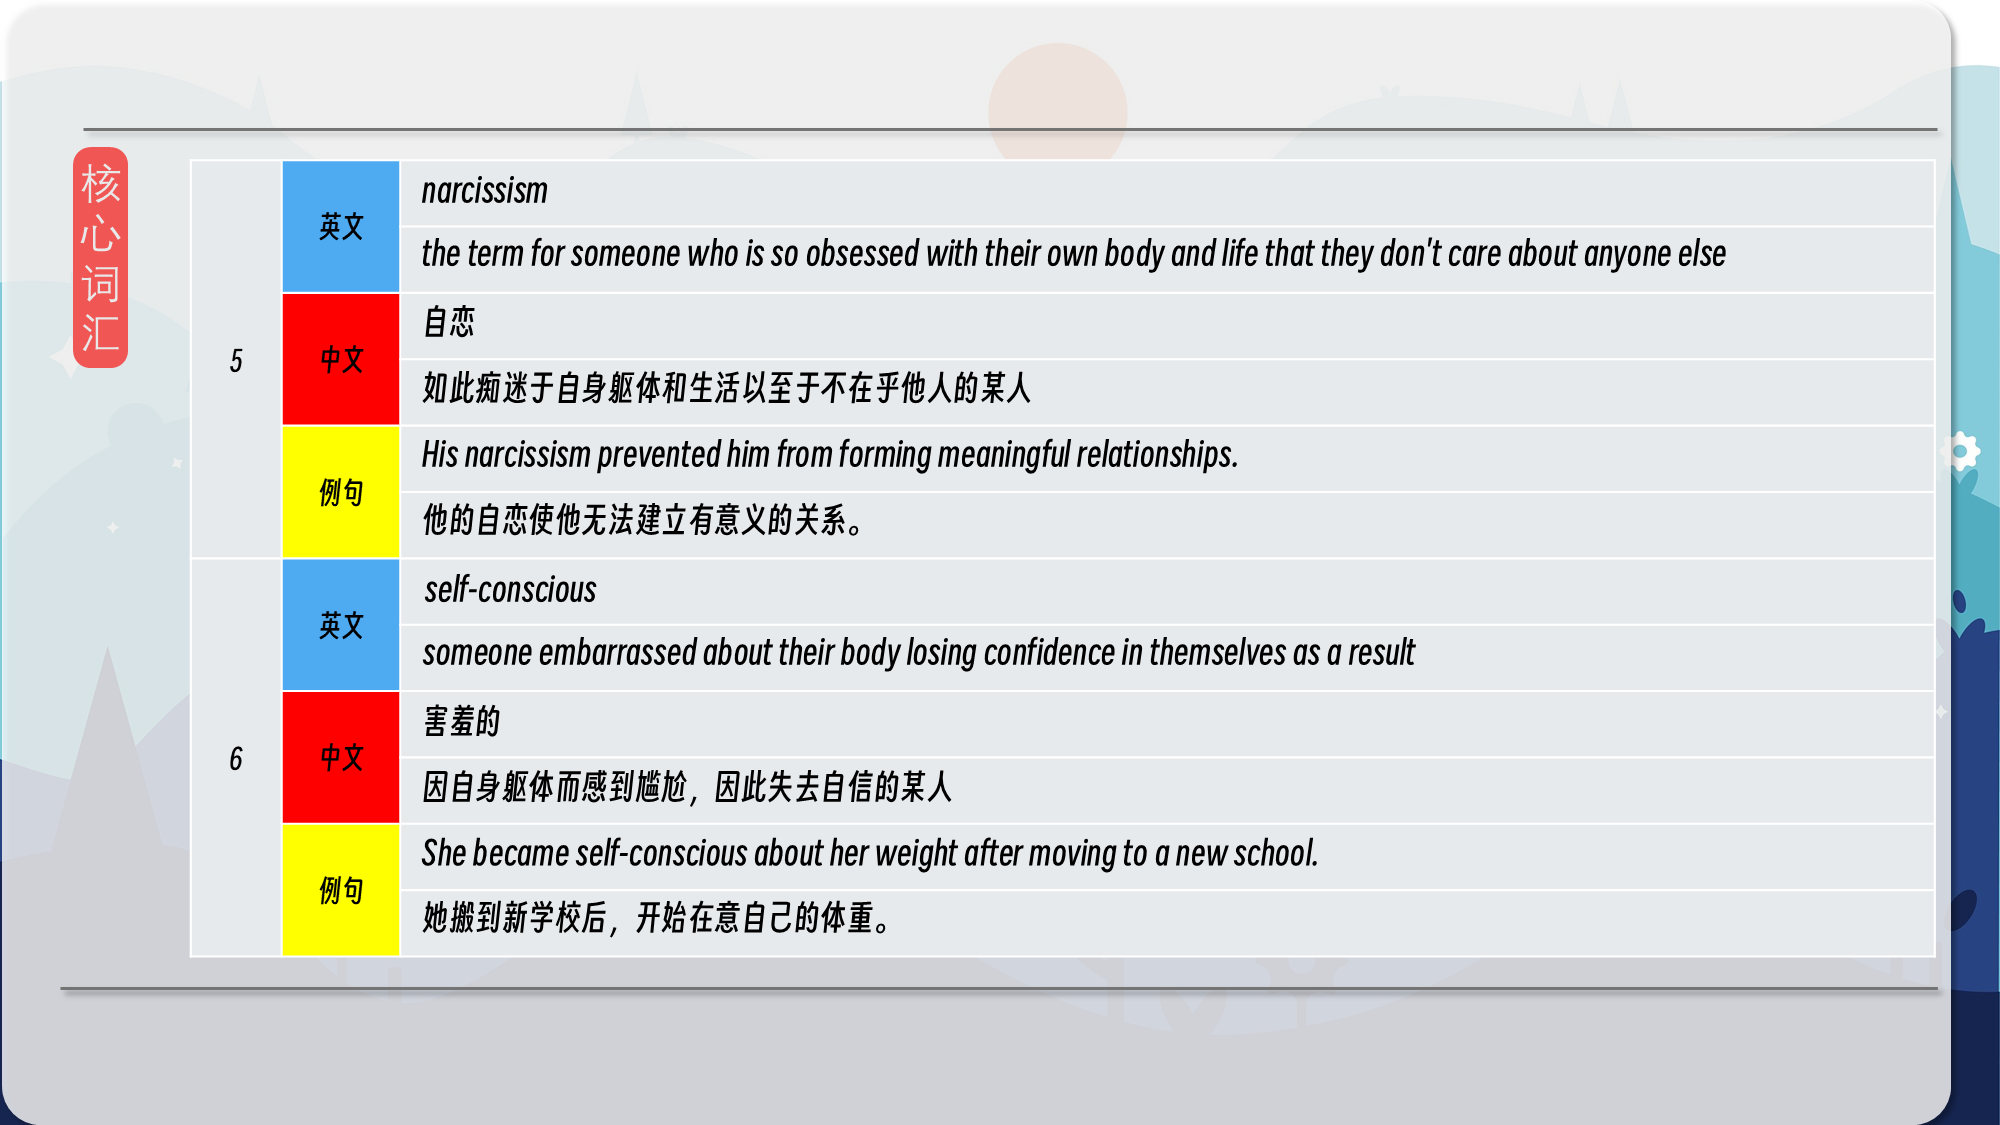 核心词汇
5
英文
narcissism
the term for someone who is so obsessed with their own body and life that they don't care about anyone else
中文
自恋
如此痴迷于自身躯体和生活以至于不在乎他人的某人
例句
His narcissism prevented him from forming meaningful relationships.
他的自恋使他无法建立有意义的关系。
6
英文
self-conscious
someone embarrassed about their body losing confidence in themselves as a result
中文
害羞的
因自身躯体而感到尴尬，因此失去自信的某人
例句
She became self-conscious about her weight after moving to a new school.
她搬到新学校后，开始在意自己的体重。